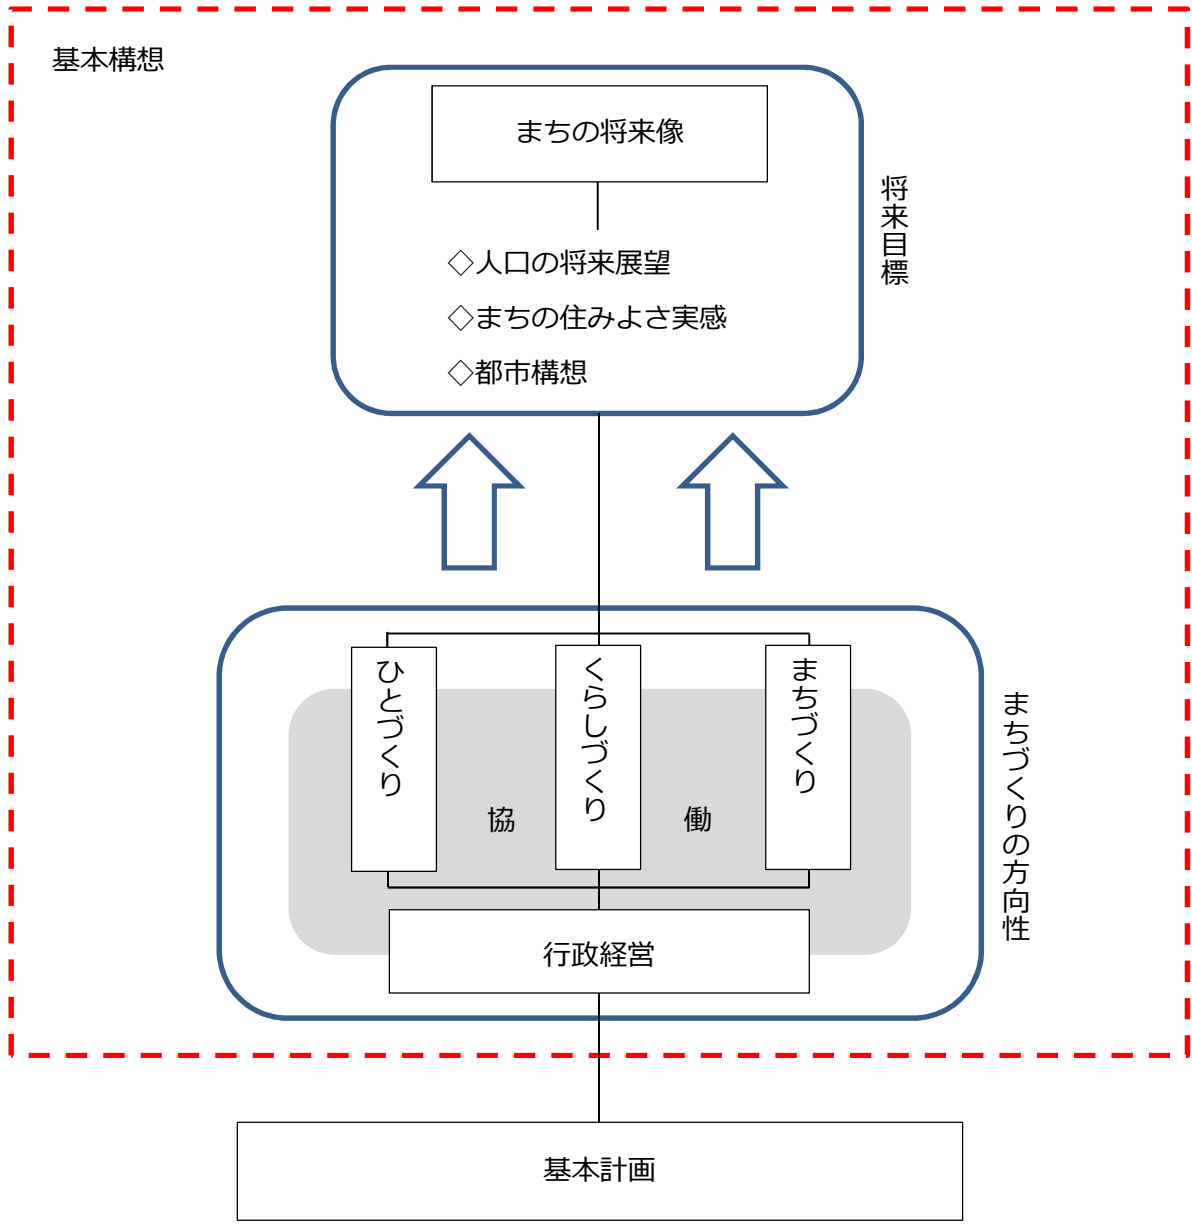 基本構想
まちの将来像
◇人口の将来展望
◇まちの住みよさ実感
◇都市構想
将来目標
ひとづくり
くらしづくり
まちづくり
協働
行政経営
まちづくりの方向性
基本計画